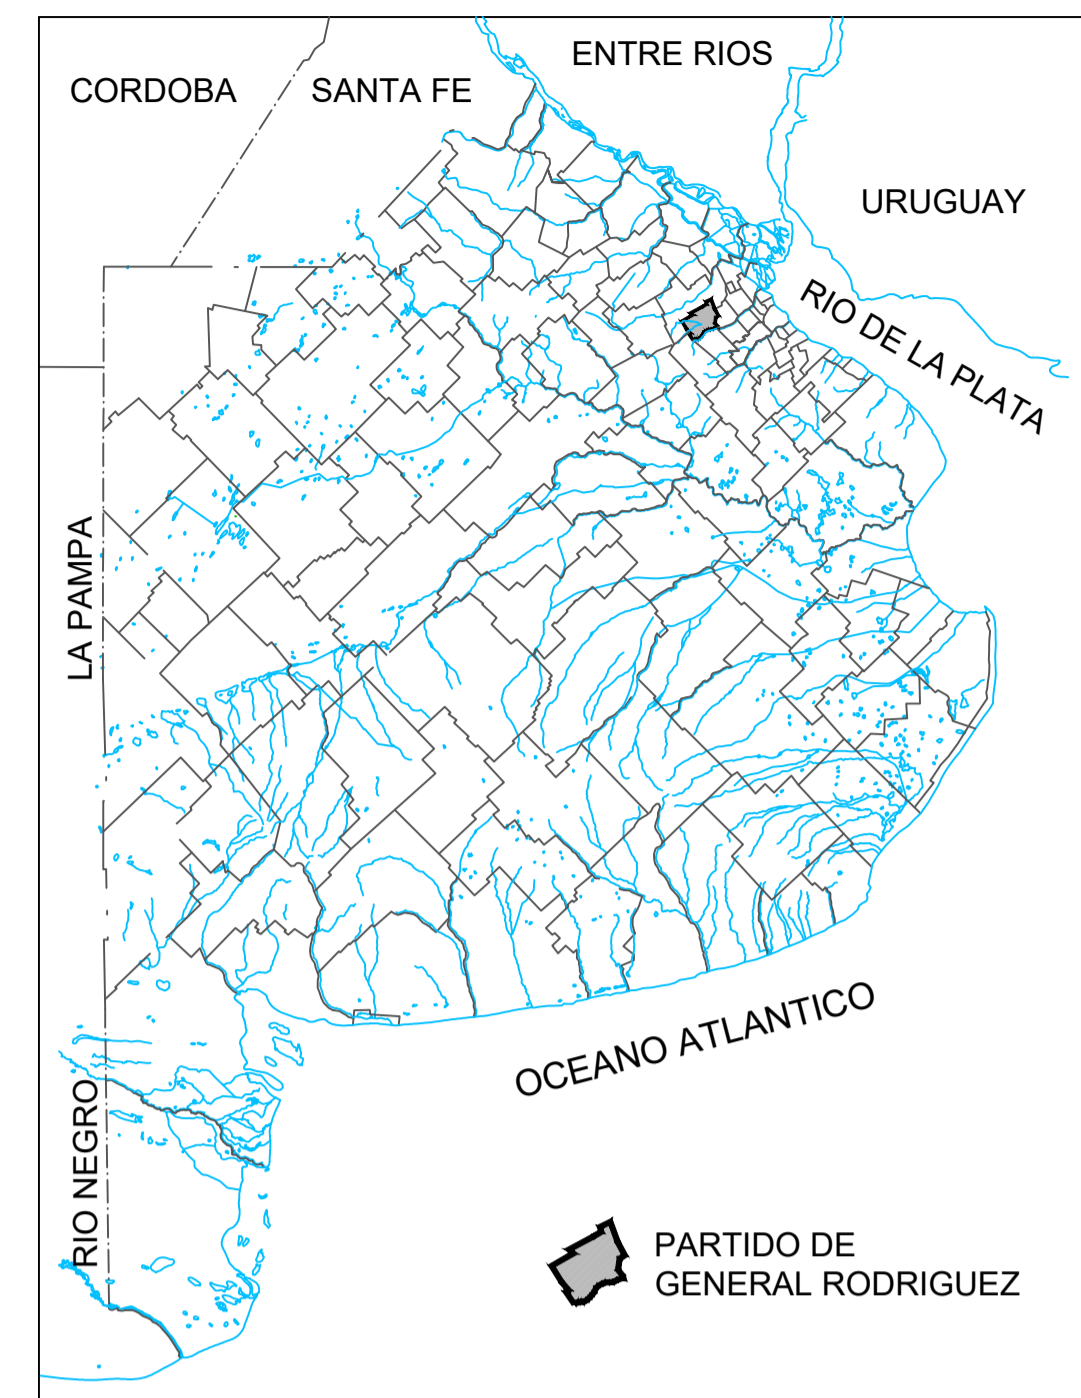 ENTRE RIOS
CORDOBA
SANTA FE
URUGUAY
RIO DE LA PLATA
LA PAMPA
OCEANO ATLANTICO
RIO NEGRO
PARTIDO DE
GENERAL RODRIGUEZ